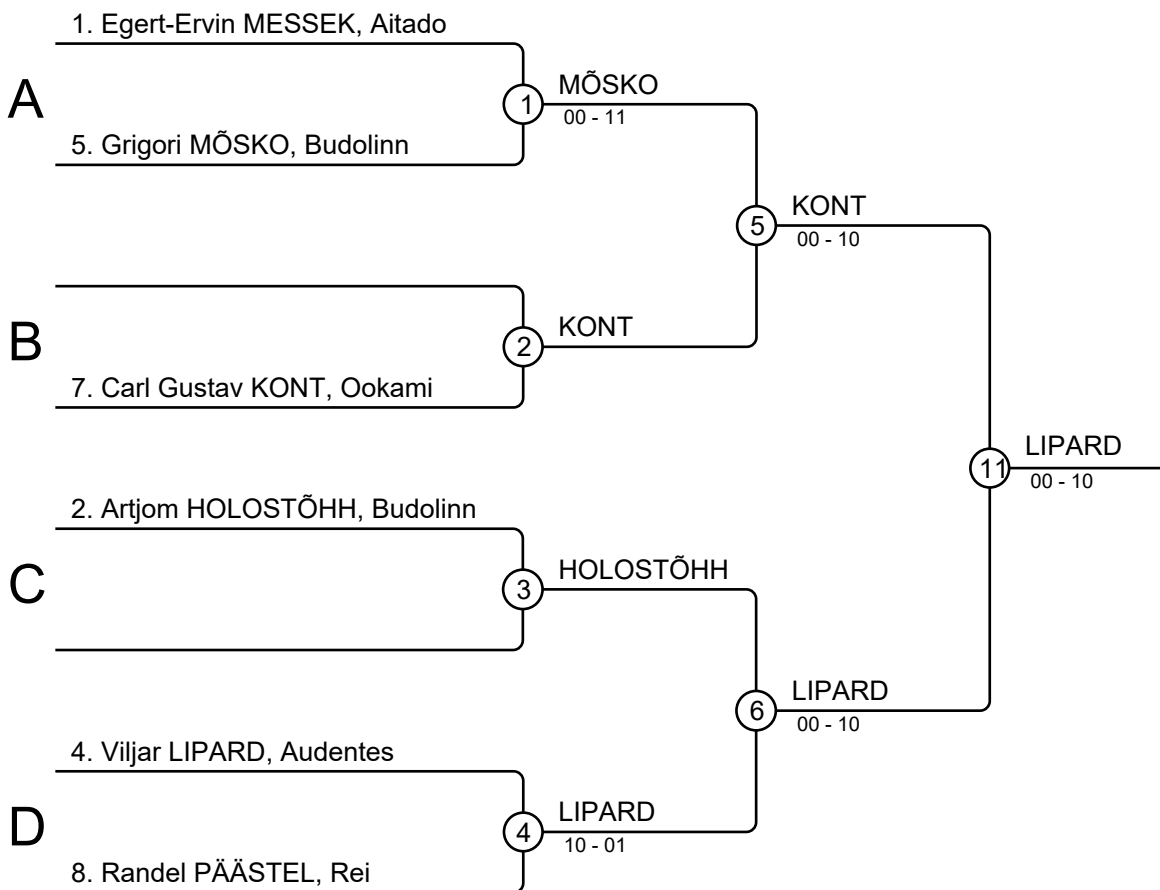 1. Egert-Ervin MESSEK, Aitado
A
1
MÕSKO
00 - 11
5. Grigori MÕSKO, Budolinn
5
KONT
00 - 10
B
2
KONT
7. Carl Gustav KONT, Ookami
11
LIPARD
00 - 10
2. Artjom HOLOSTÕHH, Budolinn
C
3
HOLOSTÕHH
6
LIPARD
00 - 10
4. Viljar LIPARD, Audentes
D
4
LIPARD
10 - 01
8. Randel PÄÄSTEL, Rei